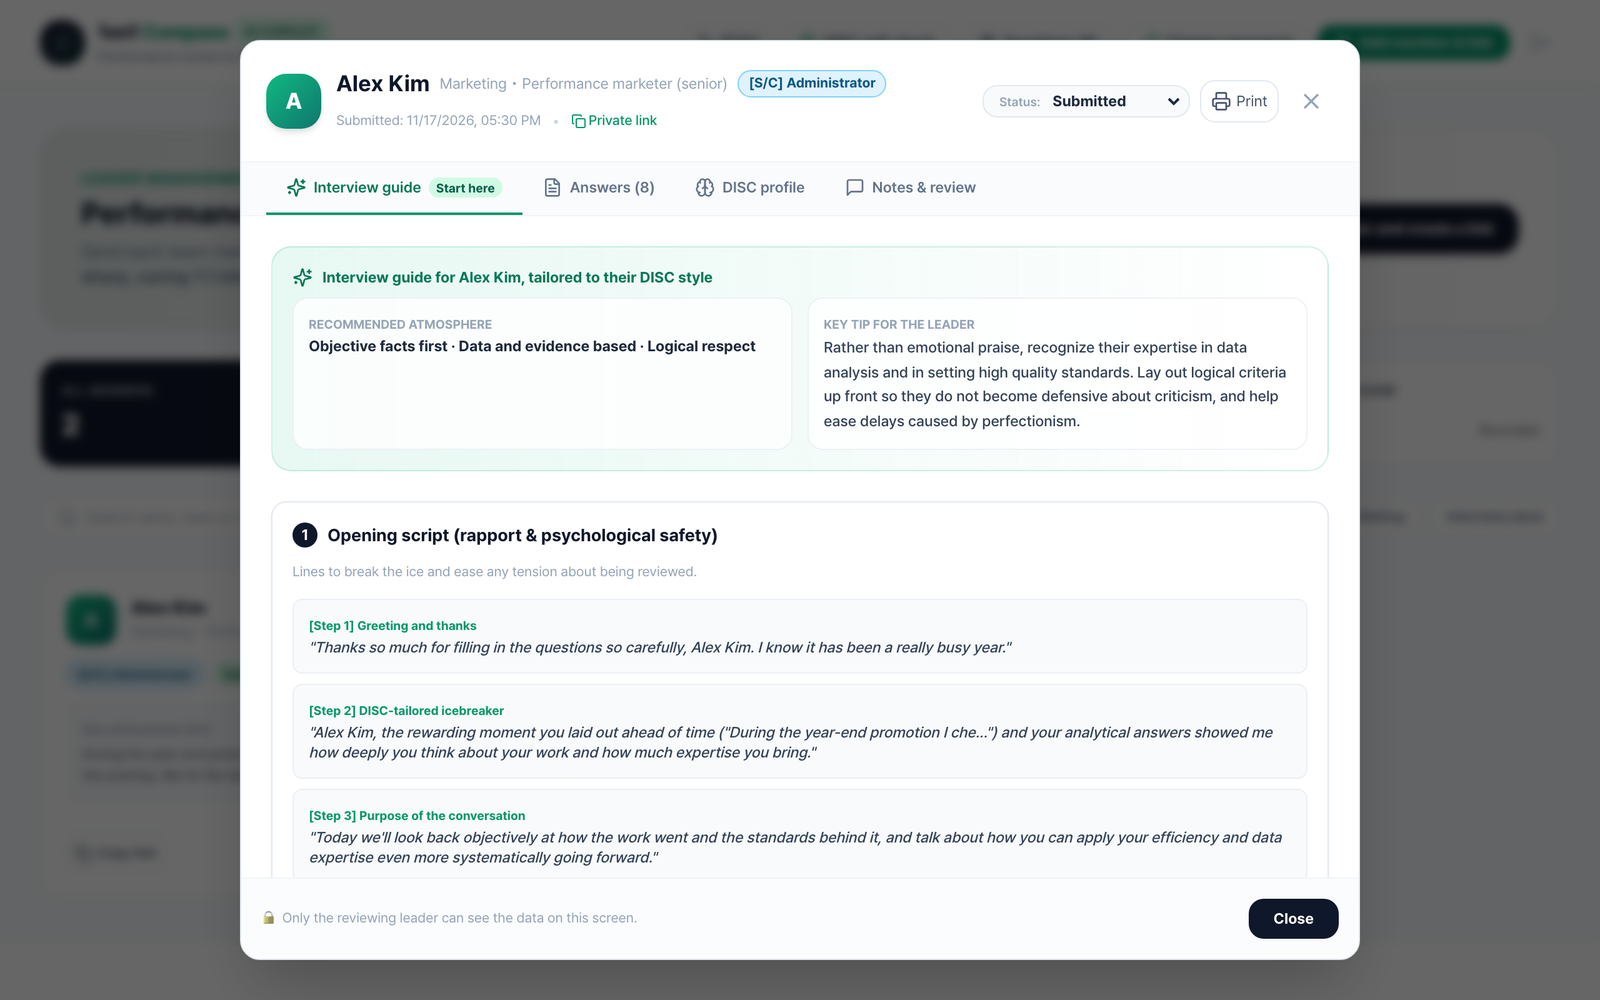 A
Alex Kim Marketing • Performance marketer (senior) [S/C] Administrator
Submitted: 11/17/2026, 05:30 PM • Private link
Status: Submitted
Print
Interview guide Start here
Answers (8)
DISC profile
Notes & review
Interview guide for Alex Kim, tailored to their DISC style
RECOMMENDED ATMOSPHERE
Objective facts first · Data and evidence based · Logical respect
KEY TIP FOR THE LEADER
Rather than emotional praise, recognize their expertise in data
analysis and in setting high quality standards. Lay out logical criteria
up front so they do not become defensive about criticism, and help
ease delays caused by perfectionism.
1 Opening script (rapport & psychological safety)
Lines to break the ice and ease any tension about being reviewed.
[Step 1] Greeting and thanks
"Thanks so much for filling in the questions so carefully, Alex Kim. I know it has been a really busy year."
[Step 2] DISC-tailored icebreaker
"Alex Kim, the rewarding moment you laid out ahead of time ("During the year-end promotion I che...") and your analytical answers showed me
how deeply you think about your work and how much expertise you bring."
[Step 3] Purpose of the conversation
"Today we'll look back objectively at how the work went and the standards behind it, and talk about how you can apply your efficiency and data
expertise even more systematically going forward."
Only the reviewing leader can see the data on this screen.
Close
Alex Kim
2